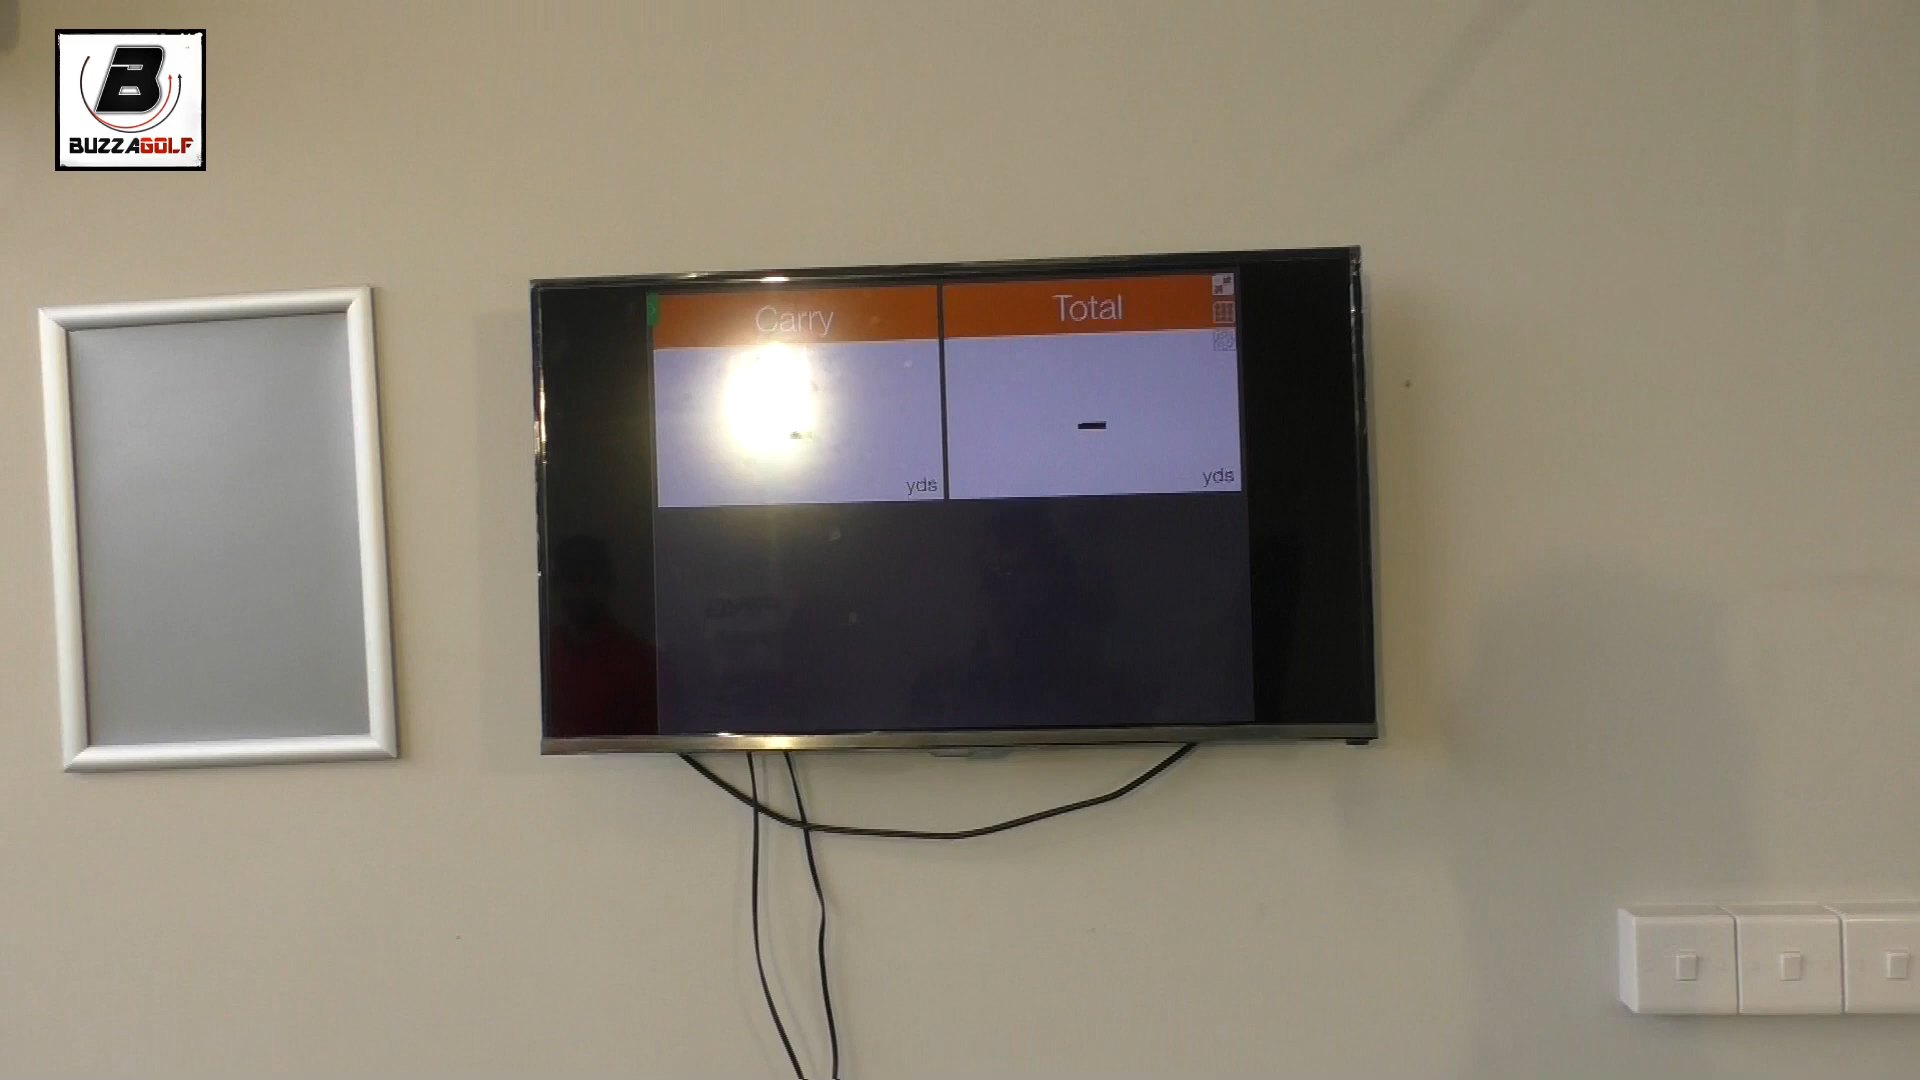 B
BUZZAGOLF
Carry
Total
-
-
yds
yds